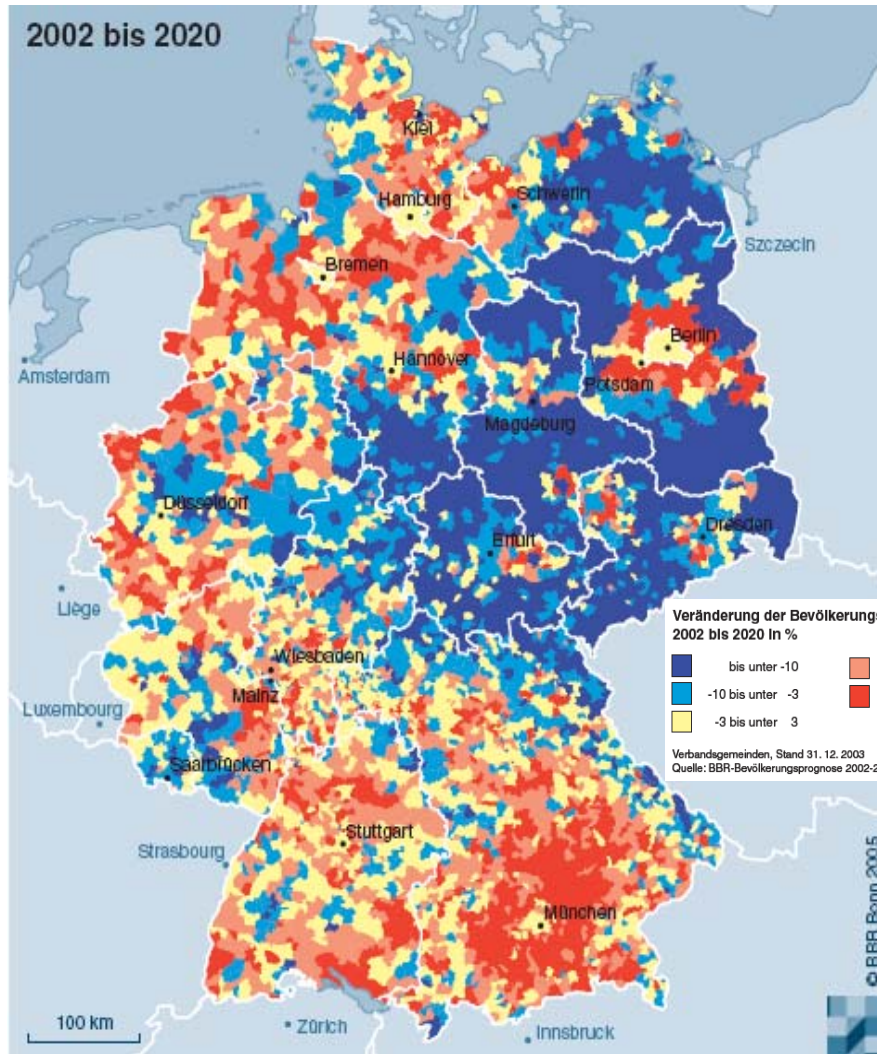 2002 bis 2020
Kiel
Hamburg
Schwerin
Szczecin
Bremen
Berlin
Amsterdam
Hannover
Potsdam
Magdeburg
Düsseldorf
Erfurt
Dresden
Liège
Veränderung der Bevölkerungs
2002 bis 2020 in %
bis unter -10
-10 bis unter -3
-3 bis unter 3
Verbandsgemeinden, Stand 31. 12. 2003
Quelle: BBR-Bevölkerungsprognose 2002-2
Wiesbaden
Mainz
Luxembourg
Saarbrücken
Stuttgart
Strasbourg
München
© BBR Bonn 2005
100 km
Zürich
Innsbruck